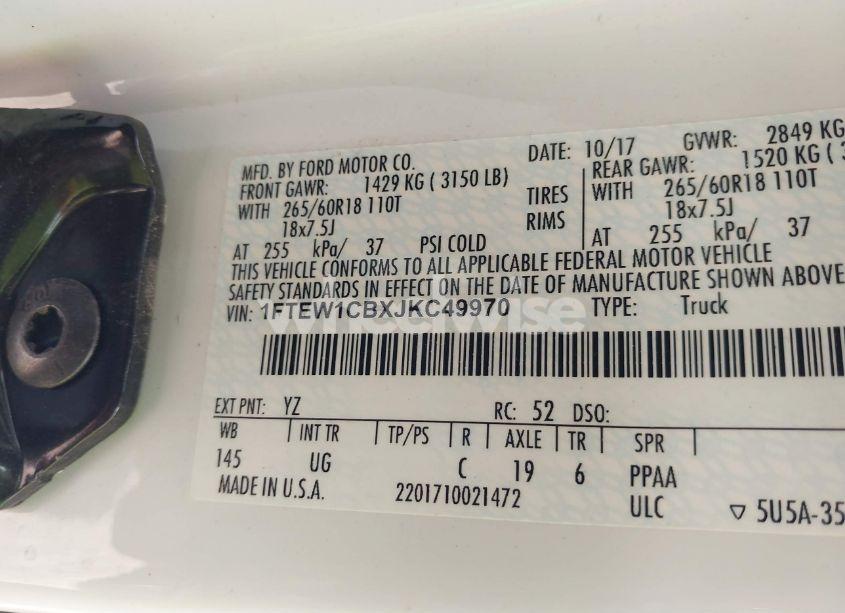 MFD. BY FORD MOTOR CO. DATE: 10/17 GVWR: 2849 KG
FRONT GAWR: 1429 KG ( 3150 LB) REAR GAWR: 1520 KG ( 3
WITH 265/60R18 110T TIRES WITH 265/60R18 110T
18x7.5J RIMS 18x7.5J
AT 255 kPa/ 37 PSI COLD AT 255 kPa/ 37
THIS VEHICLE CONFORMS TO ALL APPLICABLE FEDERAL MOTOR VEHICLE
SAFETY STANDARDS IN EFFECT ON THE DATE OF MANUFACTURE SHOWN ABOVE
VIN: 1FTEW1CBXJKC49970 TYPE: Truck
wheelwise
EXT PNT: YZ RC: 52 DSO:
WB INT TR TP/PS R AXLE TR SPR
145 UG C 19 6 PPAA
MADE IN U.S.A. 2201710021472 ULC ▽ 5U5A-35